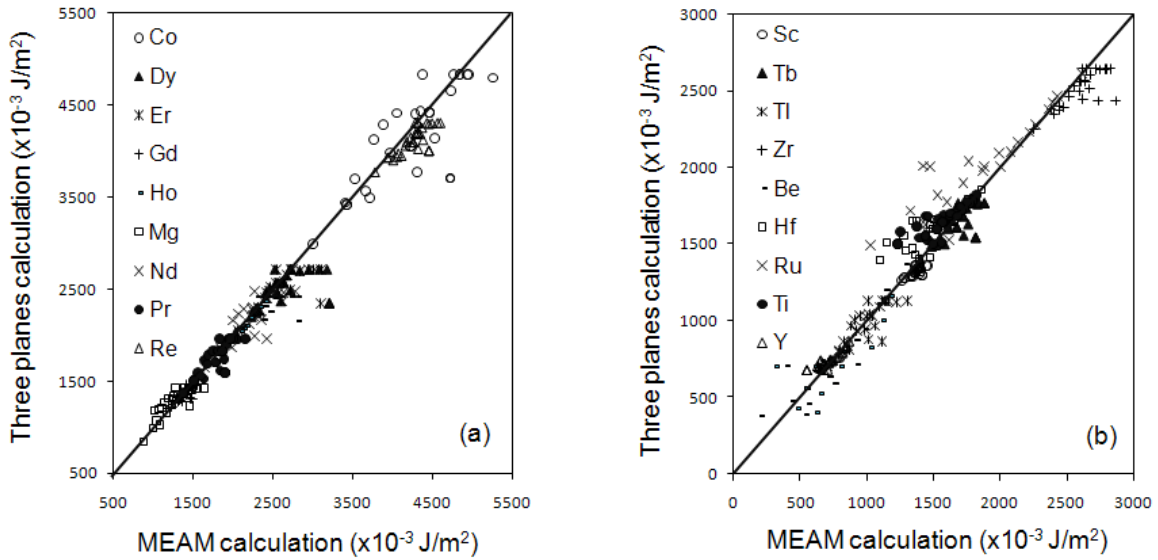 Three planes calculation (x10⁻³ J/m²)
5500
4500
3500
2500
1500
500
Co
Dy
Er
Gd
Ho
Mg
Nd
Pr
Re
(a)
500 1500 2500 3500 4500 5500
MEAM calculation (x10⁻³ J/m²)
Three planes calculation (x10⁻³ J/m²)
3000
2500
2000
1500
1000
500
0
Sc
Tb
Tl
Zr
Be
Hf
Ru
Ti
Y
(b)
0 500 1000 1500 2000 2500 3000
MEAM calculation (x10⁻³ J/m²)